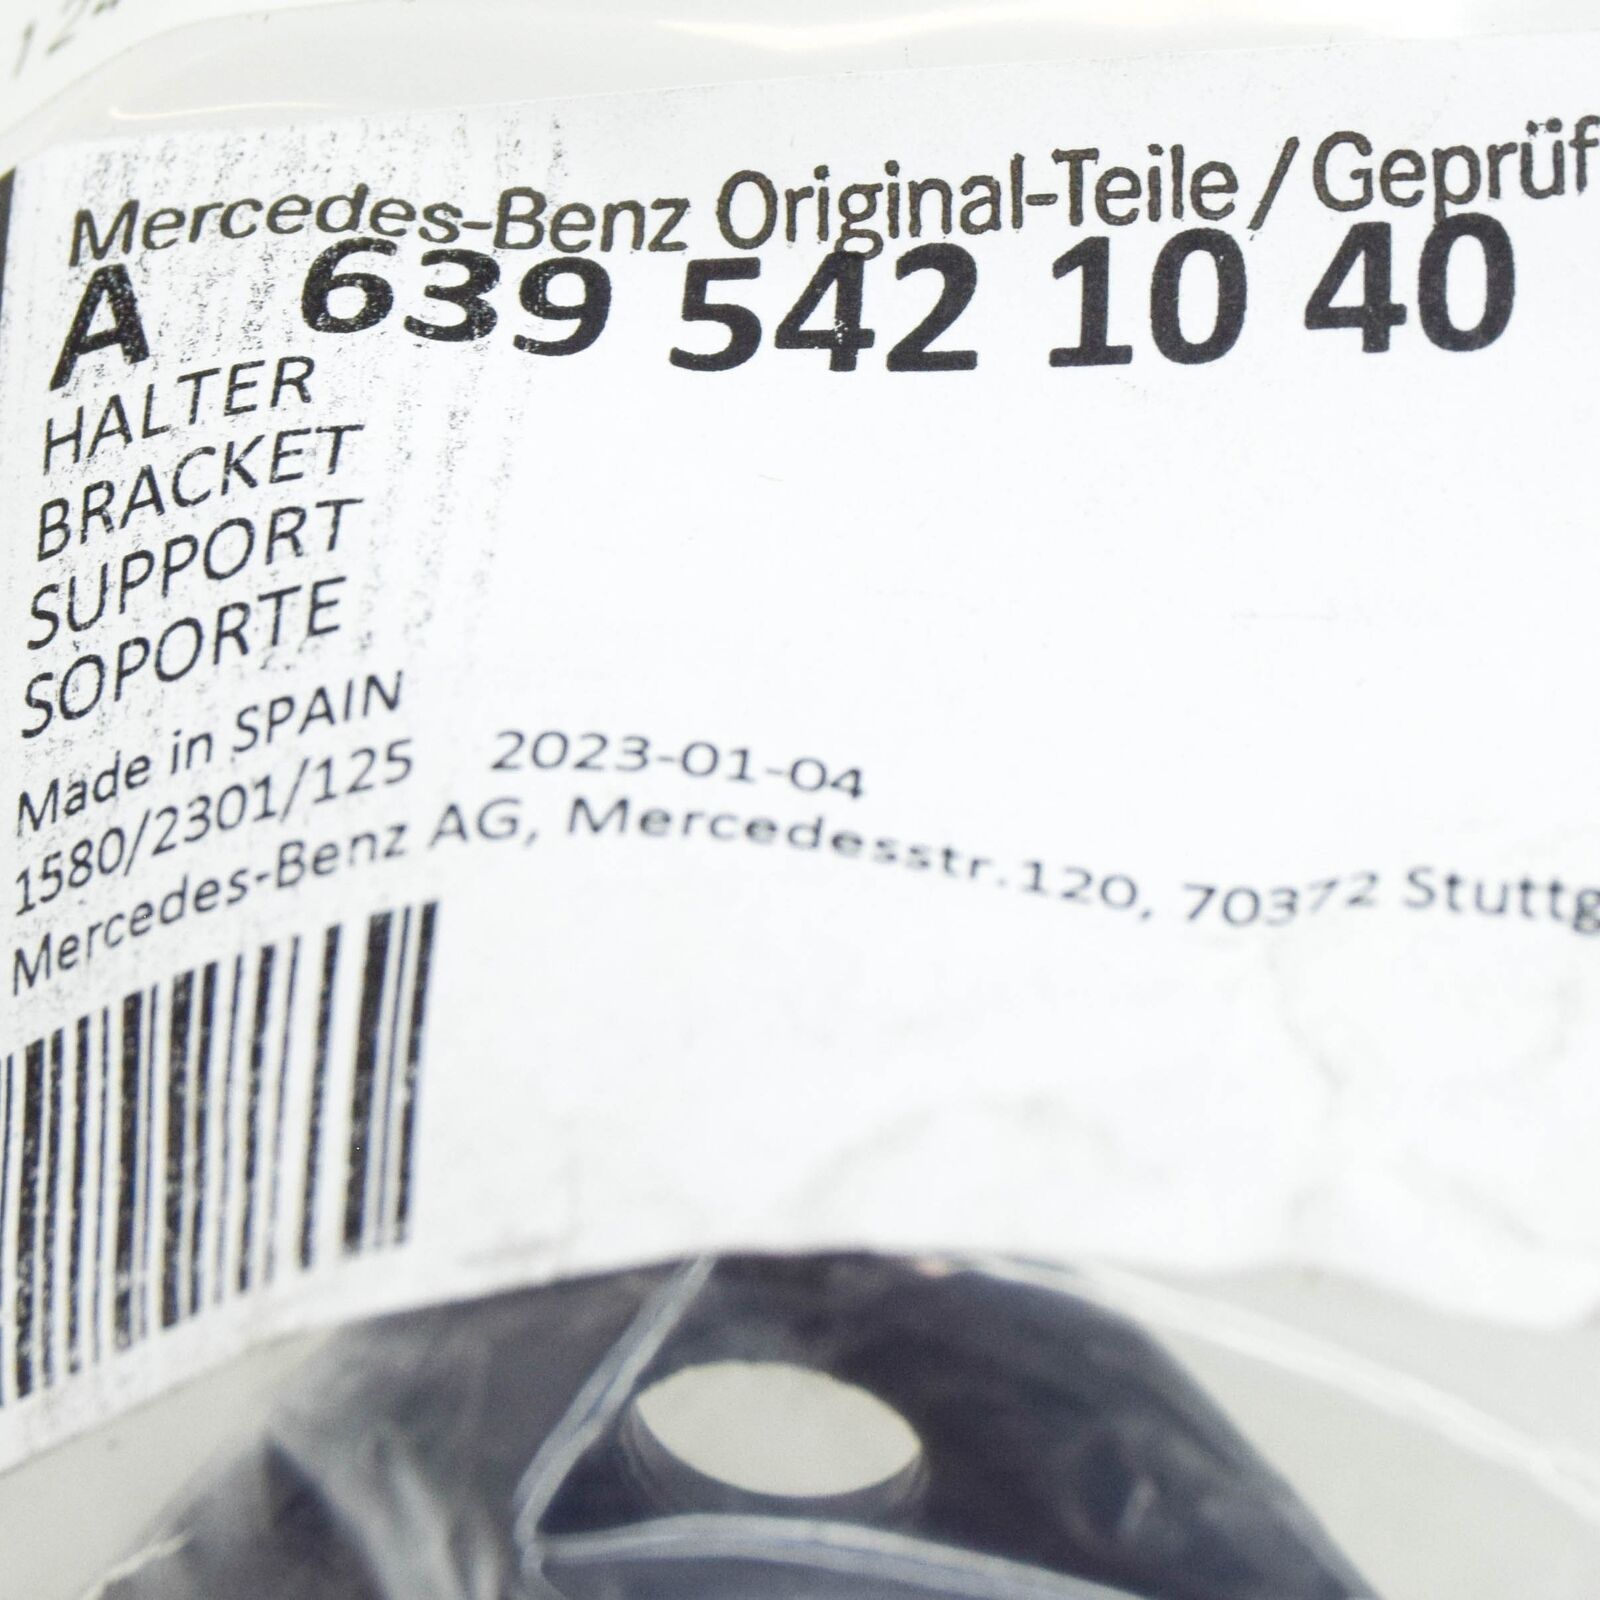 Mercedes-Benz Original-Teile / Geprüf
A 639 542 10 40
HALTER
BRACKET
SUPPORT
SOPORTE
Made in SPAIN
1580/2301/125 2023-01-04
Mercedes-Benz AG, Mercedesstr.120, 70372 Stuttg